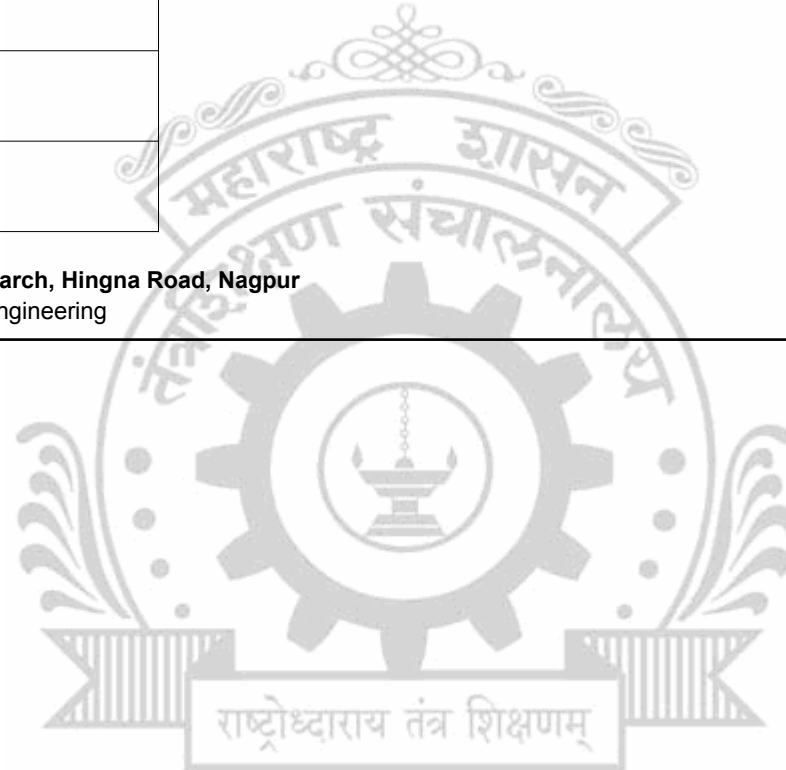 महाराष्ट्र शासन
तंत्रशिक्षण संचालनालय
arch, Hingna Road, Nagpur
ngineering
राष्ट्रोध्दाराय तंत्र शिक्षणम्